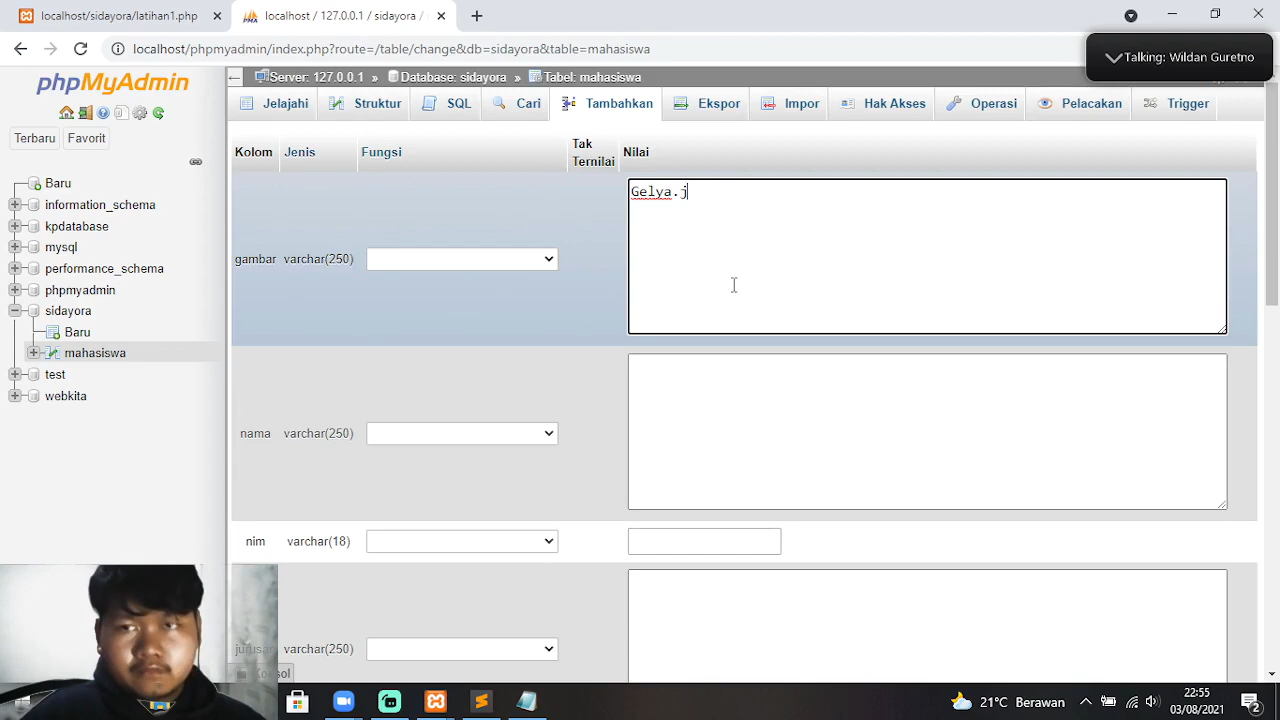 localhost/sidayora/latihan1.php
localhost / 127.0.0.1 / sidayora /
localhost/phpmyadmin/index.php?route=/table/change&db=sidayora&table=mahasiswa
Talking: Wildan Guretno
phpMyAdmin
Server: 127.0.0.1 » Database: sidayora » Tabel: mahasiswa
Jelajahi Struktur SQL Cari Tambahkan Ekspor Impor Hak Akses Operasi Pelacakan Trigger
Terbaru Favorit
Kolom Jenis Fungsi Tak Ternilai Nilai
Baru
information_schema
kpdatabase
mysql
performance_schema
phpmyadmin
sidayora
Baru
mahasiswa
test
webkita
gambar varchar(250) Gelya.j
nama varchar(250)
nim varchar(18)
jurusan varchar(250)
21°C Berawan
22:55
03/08/2021
2